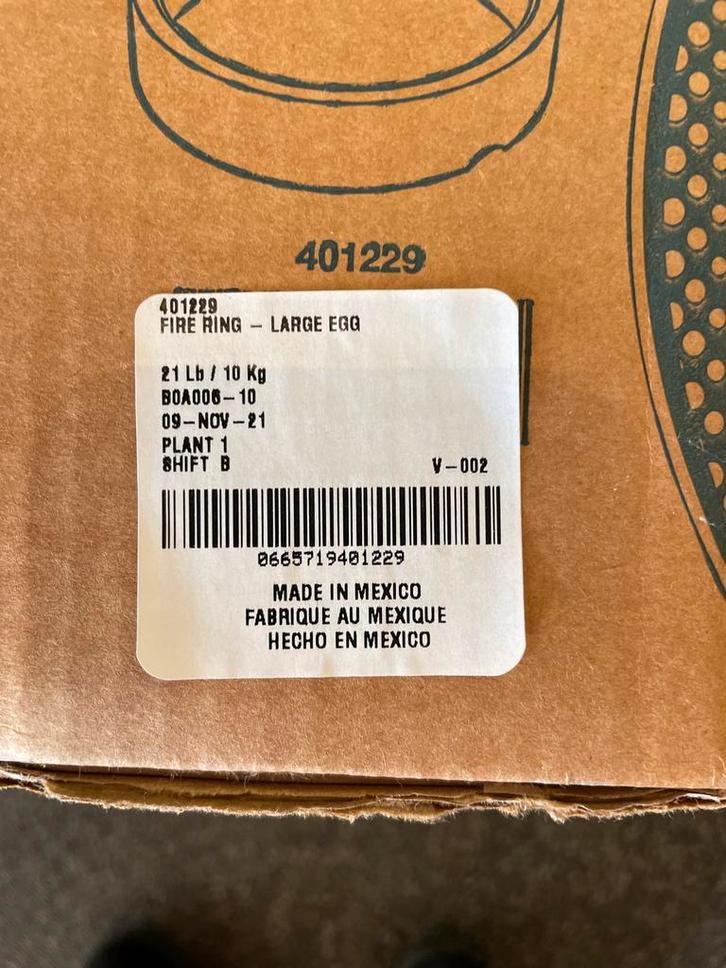 401229
401229
FIRE RING – LARGE EGG
21 Lb / 10 Kg
B0A006–10
09–NOV–21
PLANT 1
SHIFT B
V–002
0665719401229
MADE IN MEXICO
FABRIQUE AU MEXIQUE
HECHO EN MEXICO